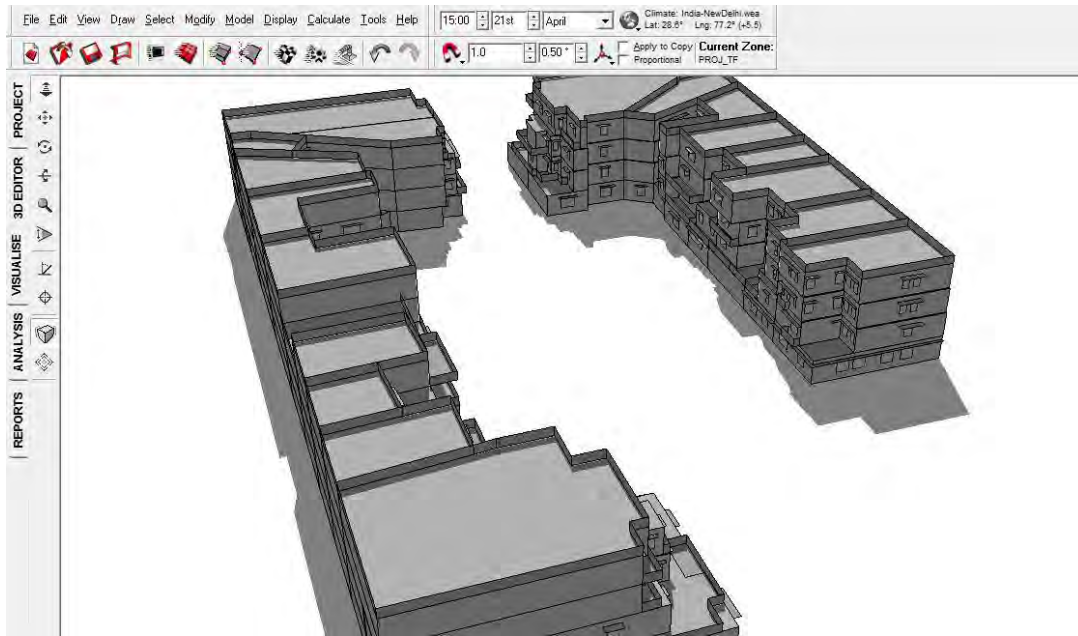 File Edit View Draw Select Modify Model Display Calculate Tools Help
15:00 21st April
Climate: India-NewDelhi.wea
Lat: 28.6° Lng: 77.2° (+5.5)
1.0 0.50 °
Apply to Copy
Proportional
Current Zone:
PROJ_TF
PROJECT
3D EDITOR
VISUALISE
ANALYSIS
REPORTS